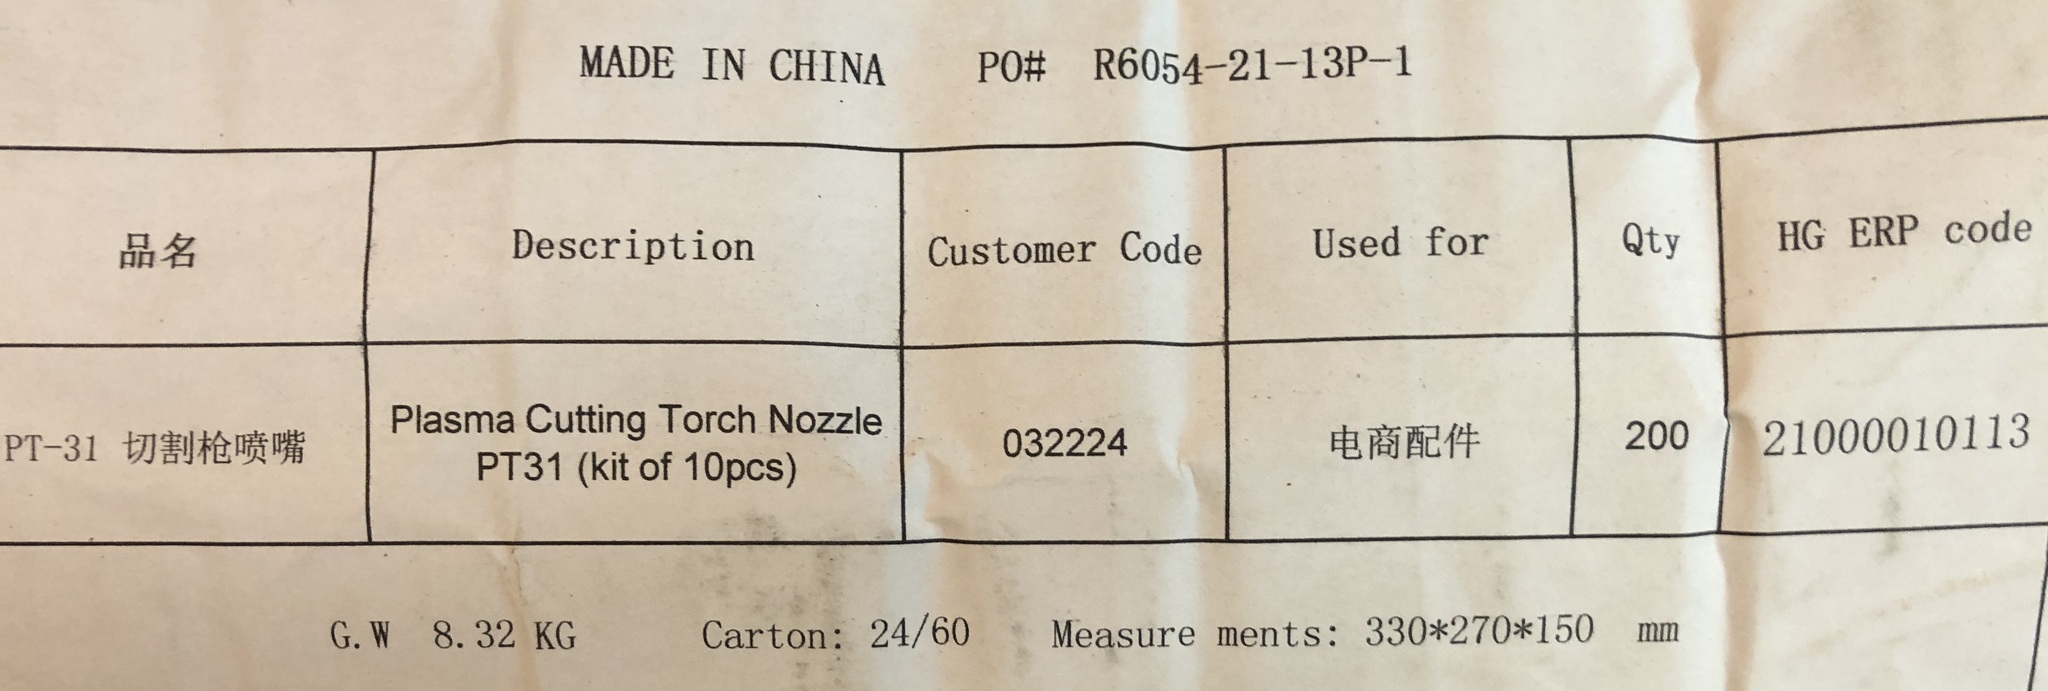 MADE IN CHINA PO# R6054-21-13P-1
品名 Description Customer Code Used for Qty HG ERP code
PT-31 切割枪喷嘴 Plasma Cutting Torch Nozzle PT31 (kit of 10pcs) 032224 电商配件 200 21000010113
G.W 8.32 KG Carton: 24/60 Measure ments: 330*270*150 mm